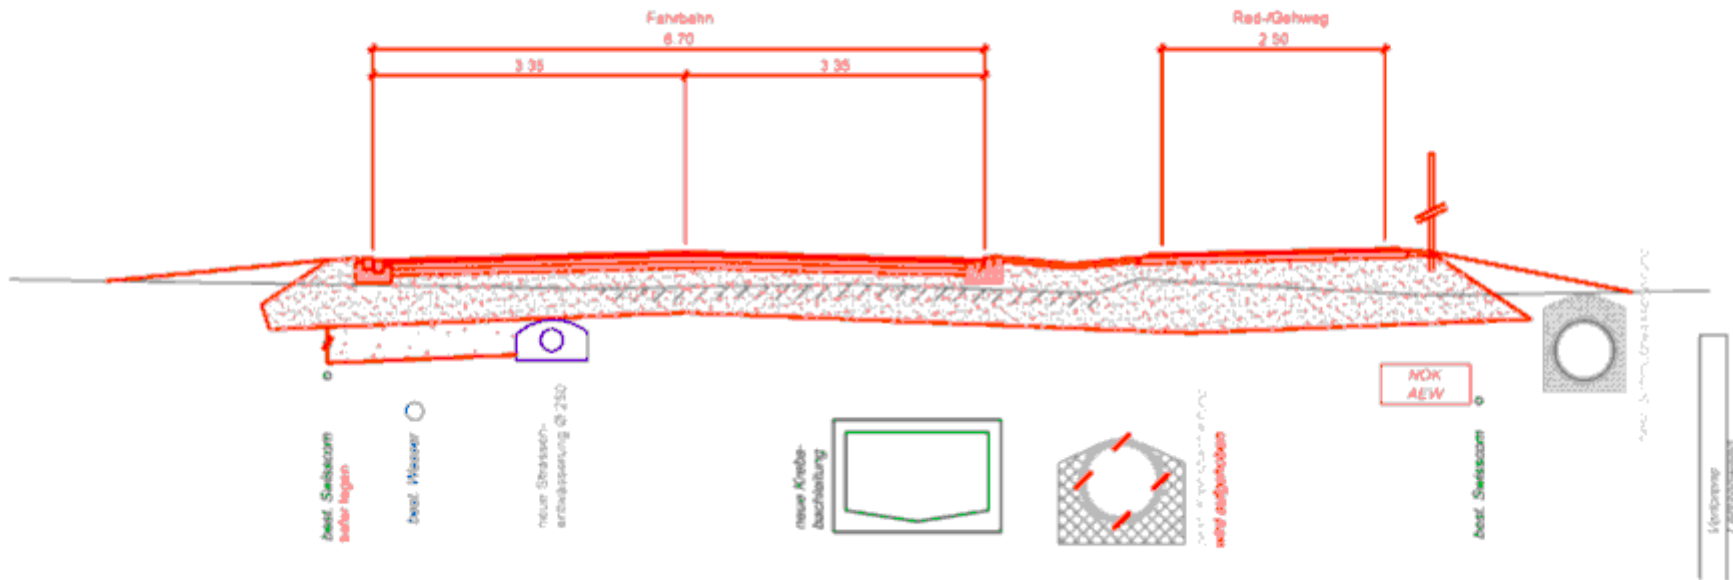 Fahrbahn
6.70
3.35
3.35
Rad-/Gehweg
2.50
best. Swisscom
tiefer legen
best. Wasser
neue Strassen-
entwässerung Ø 250
neue Krebs-
bachleitung
wird aufgehoben
NOK
AEW
best. Swisscom